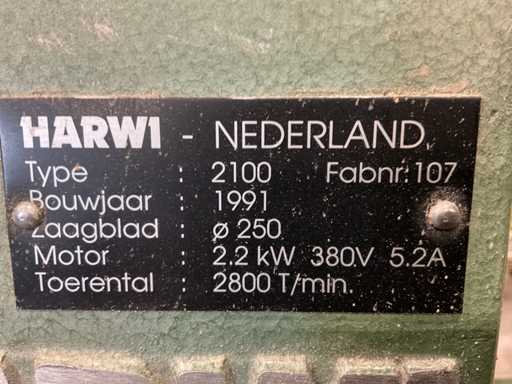 HARWI - NEDERLAND.
Type : 2100 Fabnr: 107
Bouwjaar : 1991
Zaagblad : ø 250
Motor : 2.2 kW 380V 5.2A
Toerental : 2800 T/min.